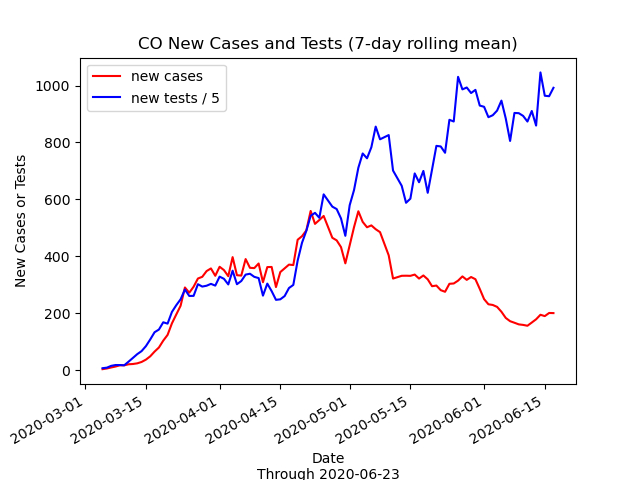 CO New Cases and Tests (7-day rolling mean)
new cases
new tests / 5
New Cases or Tests
1000
800
600
400
200
0
2020-03-01
2020-03-15
2020-04-01
2020-04-15
2020-05-01
2020-05-15
2020-06-01
2020-06-15
Date
Through 2020-06-23